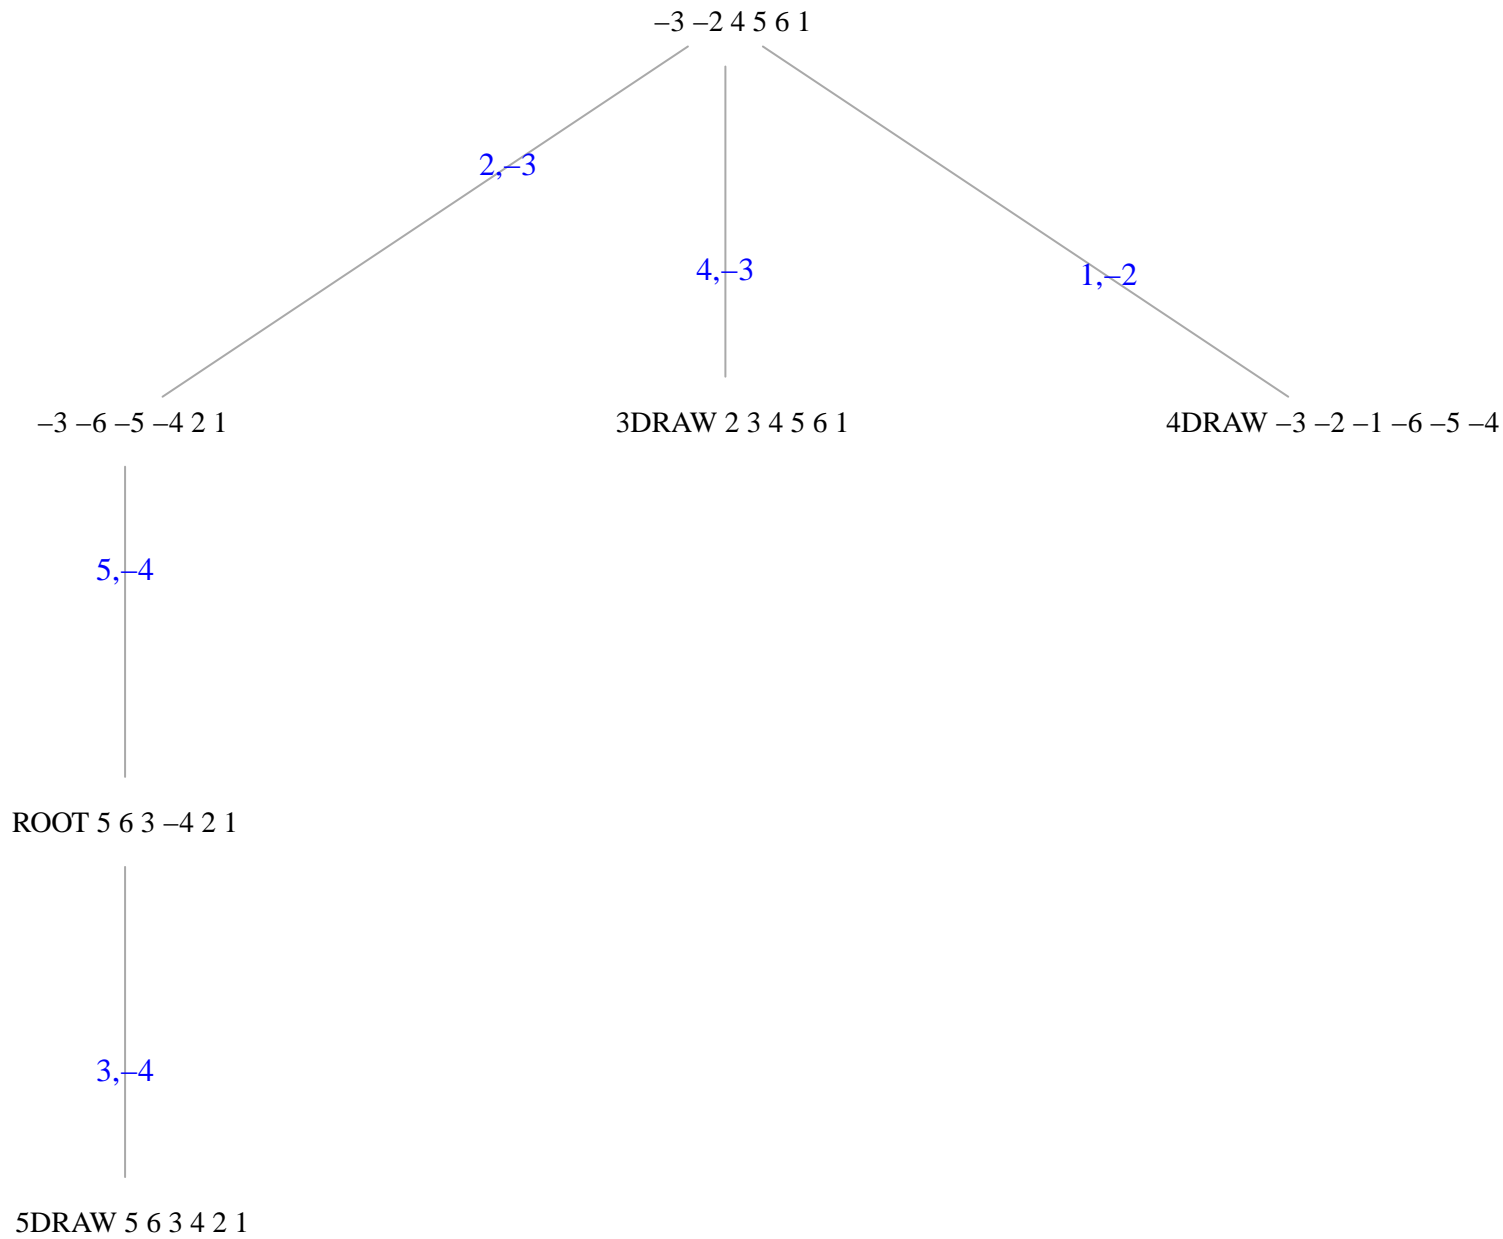 –3 –2 4 5 6 1
2,–3
4,–3
1,–2
–3 –6 –5 –4 2 1
3DRAW 2 3 4 5 6 1
4DRAW –3 –2 –1 –6 –5 –4
5,–4
ROOT 5 6 3 –4 2 1
3,–4
5DRAW 5 6 3 4 2 1